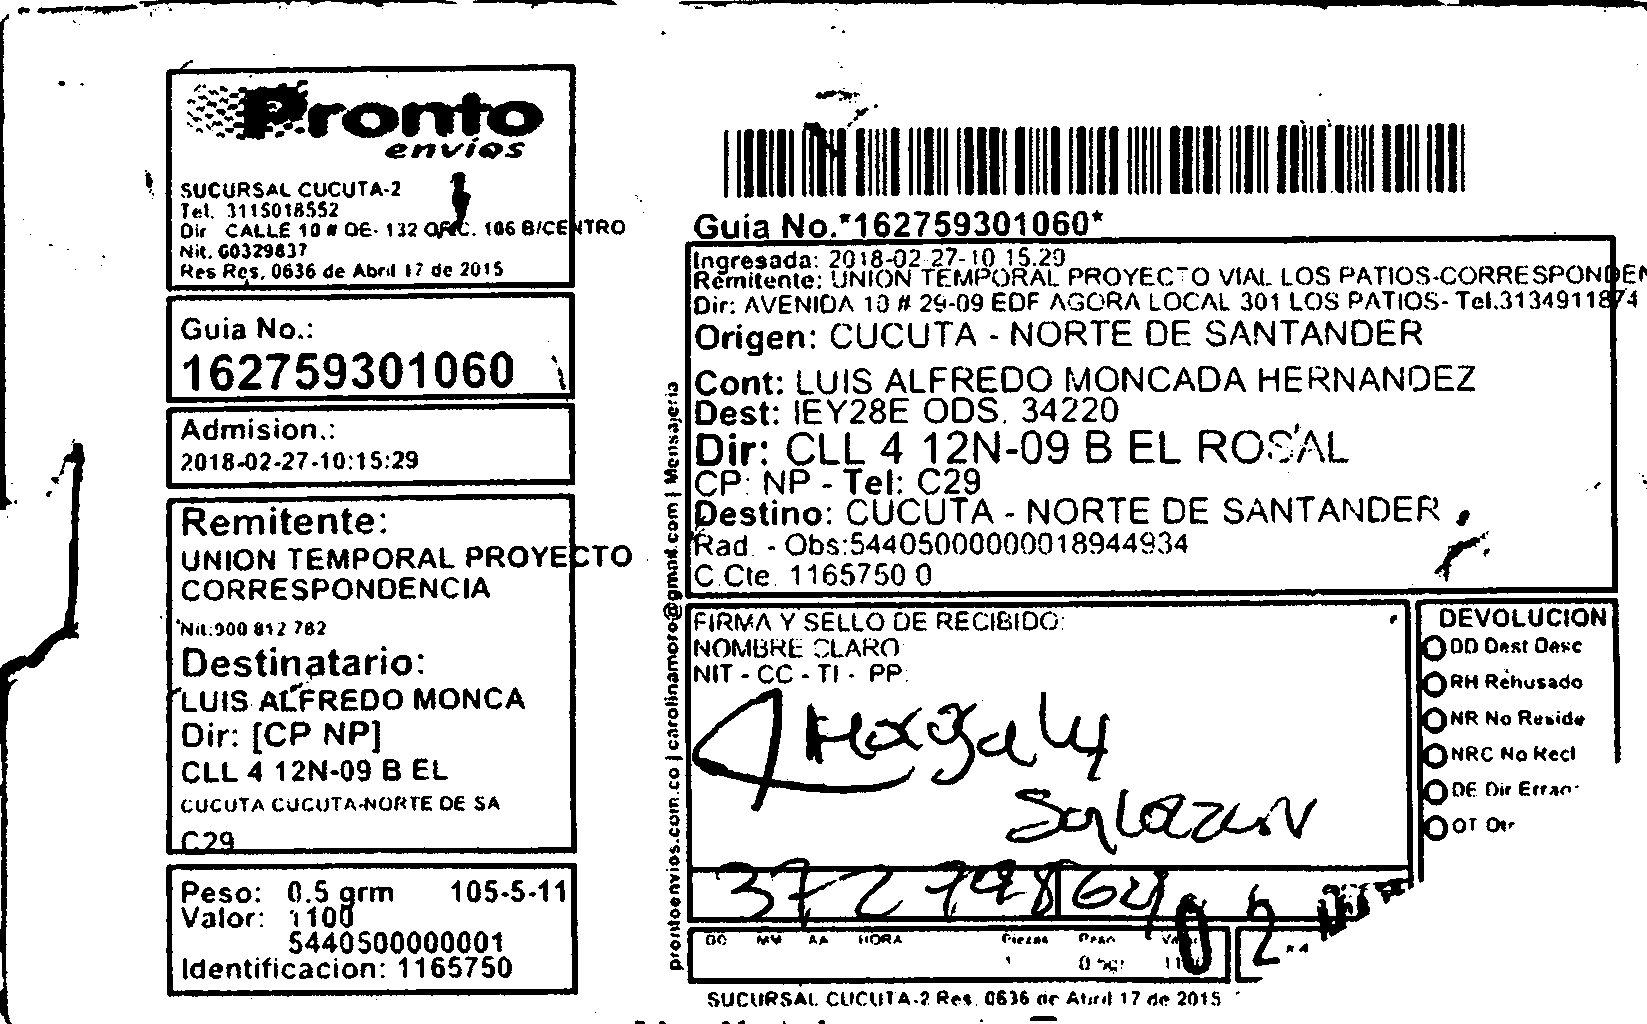 Pronto
envios
SUCURSAL CUCUTA-2
Tel. 3115018552
Dir CALLE 10 # OE- 132 OFIC. 106 B/CENTRO
Nit. 60329837
Res Res. 0636 de Abril 17 de 2015
Guia No.:
162759301060
Admision.:
2018-02-27-10:15:29
Remitente:
UNION TEMPORAL PROYECTO
CORRESPONDENCIA
Nit:900 812 782
Destinatario:
LUIS ALFREDO MONCA
Dir: [CP NP]
CLL 4 12N-09 B EL
CUCUTA CUCUTA-NORTE DE SA
C29
Peso: 0.5 grm 105-5-11
Valor: 1100
5440500000001
Identificacion: 1165750
prontoenvios.com.co | carolinamoro@gmail.com | Mensajeria
Guia No.*162759301060*
Ingresada: 2018-02-27-10 15.29
Remitente: UNION TEMPORAL PROYECTO VIAL LOS PATIOS-CORRESPONDEN
Dir: AVENIDA 10 # 29-09 EDF AGORA LOCAL 301 LOS PATIOS- Tel.3134911874
Origen: CUCUTA - NORTE DE SANTANDER
Cont: LUIS ALFREDO MONCADA HERNANDEZ
Dest: IEY28E ODS. 34220
Dir: CLL 4 12N-09 B EL ROSAL
CP: NP - Tel: C29
Destino: CUCUTA - NORTE DE SANTANDER
Rad. - Obs:54405000000018944934
C.Cte. 1165750 0
FIRMA Y SELLO DE RECIBIDO:
NOMBRE CLARO
NIT - CC - TI - PP:
Salazar
DEVOLUCION
DD Dest Desc
RH Rehusado
NR No Reside
NRC No Recl
DE Dir Errad
OT Otr
DD MM AA HORA Piezas Peso
1 0.5gr
SUCURSAL CUCUTA-2 Res. 0636 de Abril 17 de 2015